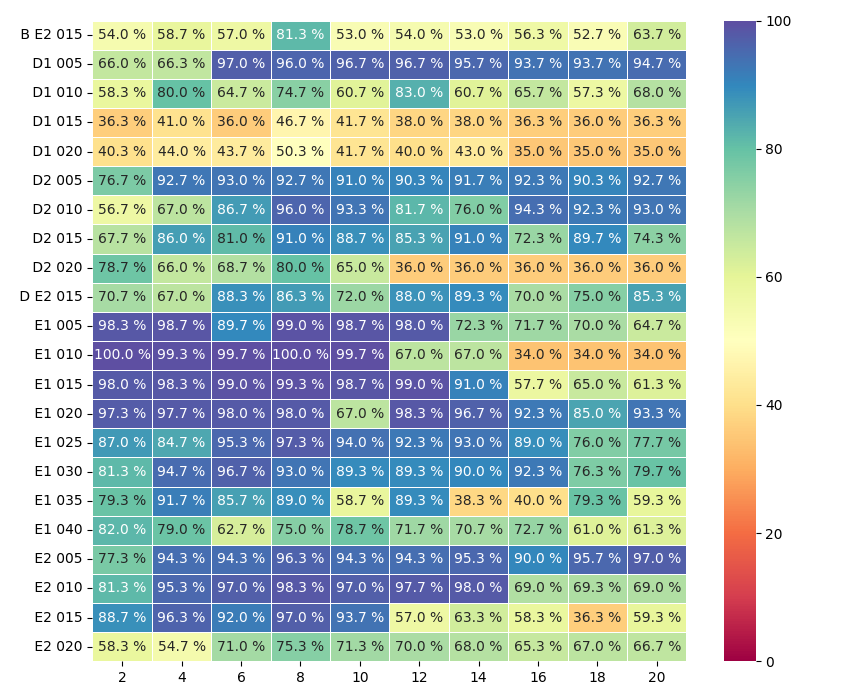 B E2 015 54.0 % 58.7 % 57.0 % 81.3 % 53.0 % 54.0 % 53.0 % 56.3 % 52.7 % 63.7 %
D1 005 66.0 % 66.3 % 97.0 % 96.0 % 96.7 % 96.7 % 95.7 % 93.7 % 93.7 % 94.7 %
D1 010 58.3 % 80.0 % 64.7 % 74.7 % 60.7 % 83.0 % 60.7 % 65.7 % 57.3 % 68.0 %
D1 015 36.3 % 41.0 % 36.0 % 46.7 % 41.7 % 38.0 % 38.0 % 36.3 % 36.0 % 36.3 %
D1 020 40.3 % 44.0 % 43.7 % 50.3 % 41.7 % 40.0 % 43.0 % 35.0 % 35.0 % 35.0 %
D2 005 76.7 % 92.7 % 93.0 % 92.7 % 91.0 % 90.3 % 91.7 % 92.3 % 90.3 % 92.7 %
D2 010 56.7 % 67.0 % 86.7 % 96.0 % 93.3 % 81.7 % 76.0 % 94.3 % 92.3 % 93.0 %
D2 015 67.7 % 86.0 % 81.0 % 91.0 % 88.7 % 85.3 % 91.0 % 72.3 % 89.7 % 74.3 %
D2 020 78.7 % 66.0 % 68.7 % 80.0 % 65.0 % 36.0 % 36.0 % 36.0 % 36.0 % 36.0 %
D E2 015 70.7 % 67.0 % 88.3 % 86.3 % 72.0 % 88.0 % 89.3 % 70.0 % 75.0 % 85.3 %
E1 005 98.3 % 98.7 % 89.7 % 99.0 % 98.7 % 98.0 % 72.3 % 71.7 % 70.0 % 64.7 %
E1 010 100.0 % 99.3 % 99.7 % 100.0 % 99.7 % 67.0 % 67.0 % 34.0 % 34.0 % 34.0 %
E1 015 98.0 % 98.3 % 99.0 % 99.3 % 98.7 % 99.0 % 91.0 % 57.7 % 65.0 % 61.3 %
E1 020 97.3 % 97.7 % 98.0 % 98.0 % 67.0 % 98.3 % 96.7 % 92.3 % 85.0 % 93.3 %
E1 025 87.0 % 84.7 % 95.3 % 97.3 % 94.0 % 92.3 % 93.0 % 89.0 % 76.0 % 77.7 %
E1 030 81.3 % 94.7 % 96.7 % 93.0 % 89.3 % 89.3 % 90.0 % 92.3 % 76.3 % 79.7 %
E1 035 79.3 % 91.7 % 85.7 % 89.0 % 58.7 % 89.3 % 38.3 % 40.0 % 79.3 % 59.3 %
E1 040 82.0 % 79.0 % 62.7 % 75.0 % 78.7 % 71.7 % 70.7 % 72.7 % 61.0 % 61.3 %
E2 005 77.3 % 94.3 % 94.3 % 96.3 % 94.3 % 94.3 % 95.3 % 90.0 % 95.7 % 97.0 %
E2 010 81.3 % 95.3 % 97.0 % 98.3 % 97.0 % 97.7 % 98.0 % 69.0 % 69.3 % 69.0 %
E2 015 88.7 % 96.3 % 92.0 % 97.0 % 93.7 % 57.0 % 63.3 % 58.3 % 36.3 % 59.3 %
E2 020 58.3 % 54.7 % 71.0 % 75.3 % 71.3 % 70.0 % 68.0 % 65.3 % 67.0 % 66.7 %
2 4 6 8 10 12 14 16 18 20
100
80
60
40
20
0